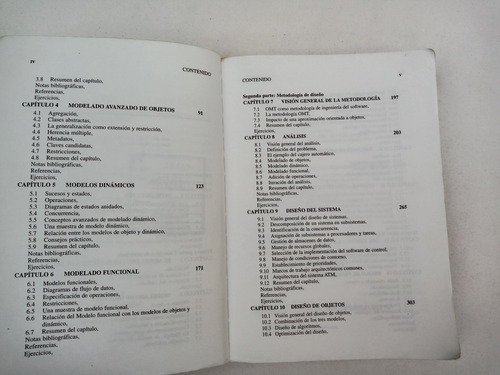 IV
CONTENIDO
3.8 Resumen del capítulo,
Notas bibliográficas,
Referencias,
Ejercicios,
CAPÍTULO 4 MODELADO AVANZADO DE OBJETOS 91
4.1 Agregación,
4.2 Clases abstractas,
4.3 La generalización como extensión y restricción,
4.4 Herencia múltiple,
4.5 Metadatos,
4.6 Claves candidatas,
4.7 Restricciones,
4.8 Resumen del capítulo,
Notas bibliográficas,
Referencias,
Ejercicios,
CAPÍTULO 5 MODELOS DINÁMICOS 123
5.1 Sucesos y estados,
5.2 Operaciones,
5.3 Diagramas de estados anidados,
5.4 Concurrencia,
5.5 Conceptos avanzados de modelado dinámico,
5.6 Una muestra de modelo dinámico,
5.7 Relación entre los modelos de objeto y dinámico,
5.8 Consejos prácticos,
5.9 Resumen del capítulo,
Notas bibliográficas,
Referencias,
Ejercicios,
CAPÍTULO 6 MODELADO FUNCIONAL 171
6.1 Modelos funcionales,
6.2 Diagramas de flujo de datos,
6.3 Especificación de operaciones,
6.4 Restricciones,
6.5 Una muestra de modelo funcional,
6.6 Relación del Modelo funcional con los modelos de objetos y
dinámico,
6.7 Resumen del capítulo,
Notas bibliográficas,
Referencias,
Ejercicios,
CONTENIDO
V
Segunda parte: Metodología de diseño
CAPÍTULO 7 VISIÓN GENERAL DE LA METODOLOGÍA 197
7.1 OMT como metodología de ingeniería del software,
7.2 La metodología OMT,
7.3 Impacto de una aproximación orientada a objetos,
7.4 Resumen del capítulo,
Ejercicios,
CAPÍTULO 8 ANÁLISIS 203
8.1 Visión general del análisis,
8.2 Definición del problema,
8.3 El ejemplo del cajero automático,
8.4 Modelado de objetos,
8.5 Modelado dinámico,
8.6 Modelado funcional,
8.7 Adición de operaciones,
8.8 Iteración del análisis,
8.9 Resumen del capítulo,
Notas bibliográficas,
Referencias,
Ejercicios,
CAPÍTULO 9 DISEÑO DEL SISTEMA 265
9.1 Visión general del diseño de sistemas,
9.2 Descomposición de un sistema en subsistemas,
9.3 Identificación de la concurrencia,
9.4 Asignación de subsistemas a procesadores y tareas,
9.5 Gestión de almacenes de datos,
9.6 Manejo de recursos globales,
9.7 Selección de la implementación del software de control,
9.8 Manejo de condiciones de contorno,
9.9 Establecimiento de prioridades,
9.10 Marcos de trabajo arquitectónicos comunes,
9.11 Arquitectura del sistema ATM,
9.12 Resumen del capítulo,
Notas bibliográficas,
Referencias,
Ejercicios,
CAPÍTULO 10 DISEÑO DE OBJETOS 303
10.1 Visión general del diseño de objetos,
10.2 Combinación de los tres modelos,
10.3 Diseño de algoritmos,
10.4 Optimización del diseño,